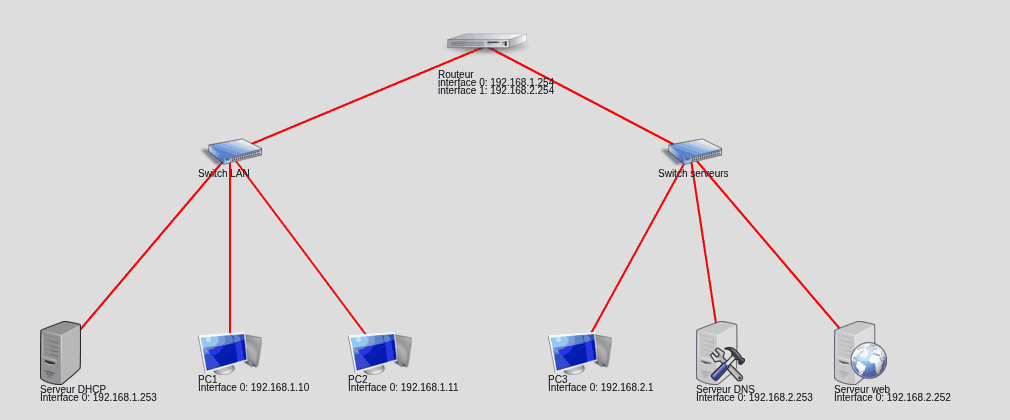 Routeur
interface 0: 192.168.1.254
interface 1: 192.168.2.254
Switch LAN
Switch serveurs
Serveur DHCP
Interface 0: 192.168.1.253
PC1
Interface 0: 192.168.1.10
PC2
Interface 0: 192.168.1.11
PC3
Interface 0: 192.168.2.1
Serveur DNS
Interface 0: 192.168.2.253
Serveur web
Interface 0: 192.168.2.252